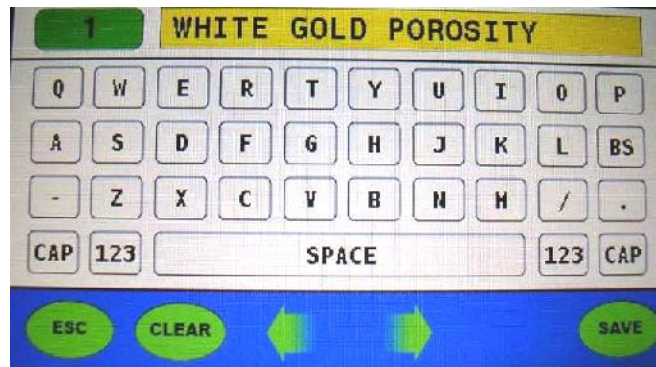 1 WHITE GOLD POROSITY
Q W E R T Y U I O P
A S D F G H J K L BS
- Z X C V B N M / .
CAP 123 SPACE 123 CAP
ESC CLEAR SAVE